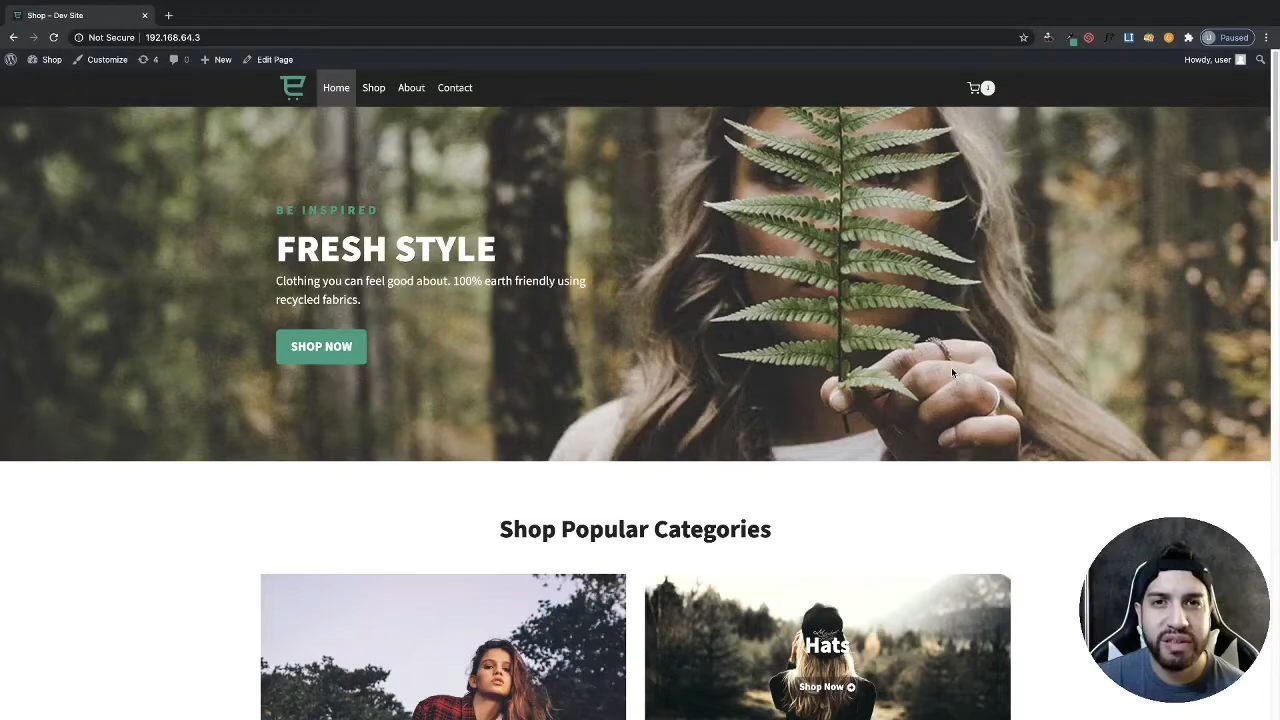 Shop – Dev Site
Not Secure
192.168.64.3
Paused
Shop
Customize
4
0
New
Edit Page
Howdy, user
Home
Shop
About
Contact
BE INSPIRED
FRESH STYLE
Clothing you can feel good about. 100% earth friendly using
recycled fabrics.
SHOP NOW
Shop Popular Categories
Hats
Shop Now